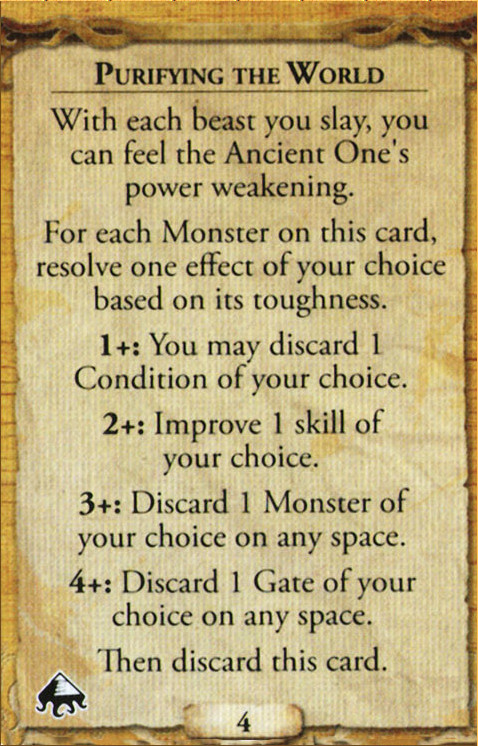 PURIFYING THE WORLD
With each beast you slay, you
can feel the Ancient One's
power weakening.
For each Monster on this card,
resolve one effect of your choice
based on its toughness.
1+: You may discard 1
Condition of your choice.
2+: Improve 1 skill of
your choice.
3+: Discard 1 Monster of
your choice on any space.
4+: Discard 1 Gate of your
choice on any space.
Then discard this card.
4